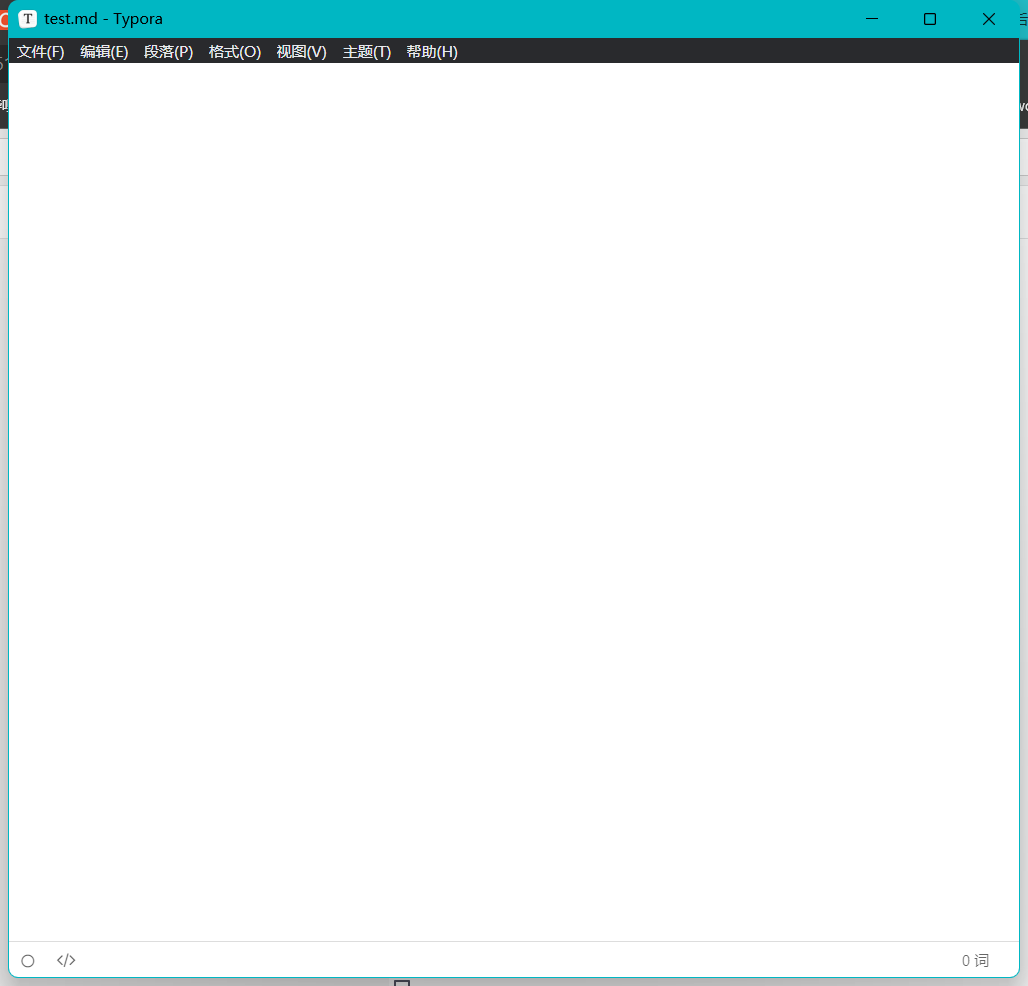 test.md - Typora
文件(F) 编辑(E) 段落(P) 格式(O) 视图(V) 主题(T) 帮助(H)
</> 0 词